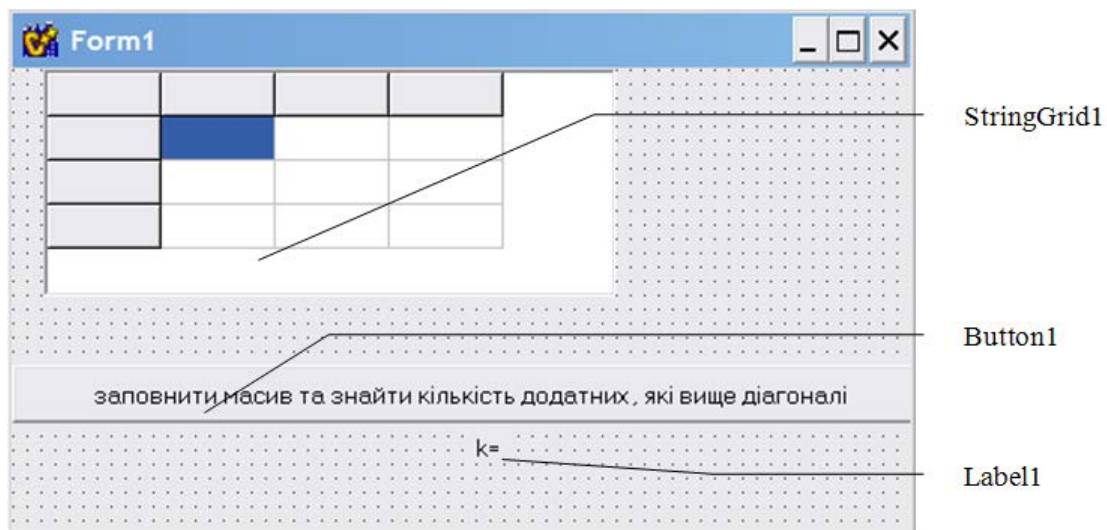 Form1
StringGrid1
Button1
заповнити масив та знайти кількість додатних , які вище діагоналі
k=
Label1